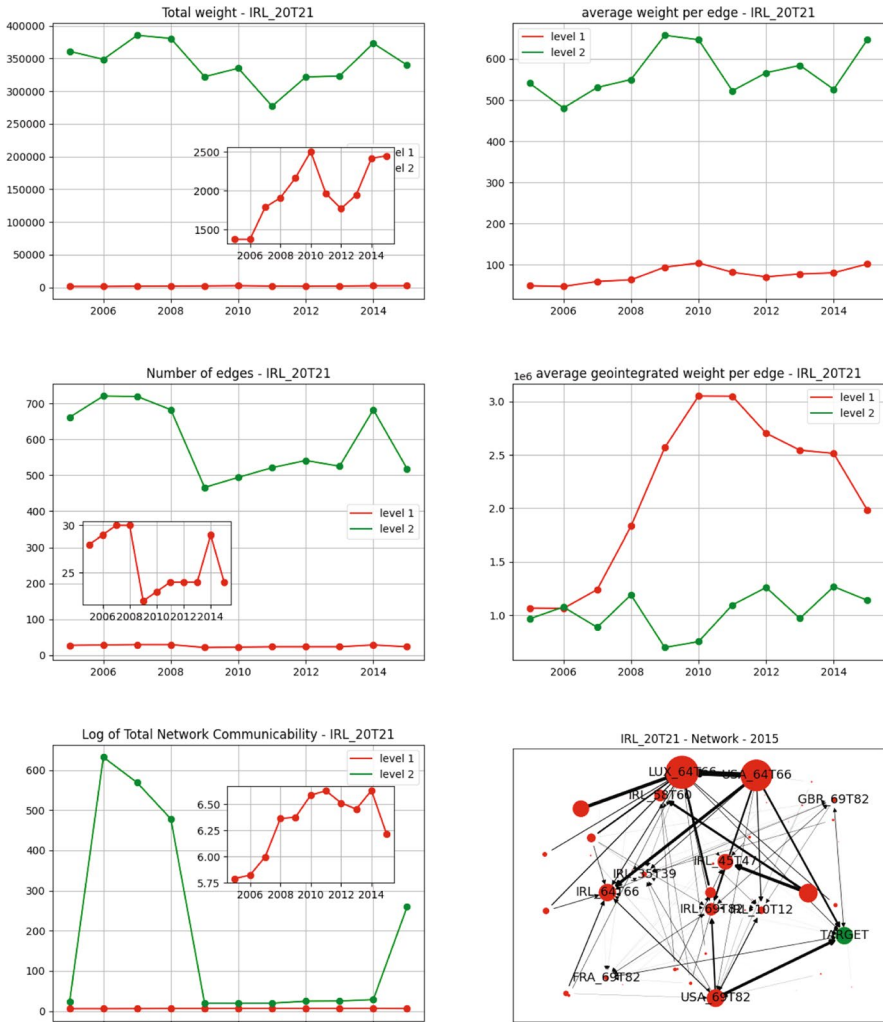 Total weight - IRL_20T21
400000
350000
300000
250000
200000
150000
100000
50000
0
2006 2008 2010 2012 2014
el 1
el 2
2500
2000
1500
2006 2008 2010 2012 2014
average weight per edge - IRL_20T21
level 1
level 2
600
500
400
300
200
100
2006 2008 2010 2012 2014
Number of edges - IRL_20T21
700
600
500
400
300
200
100
0
2006 2008 2010 2012 2014
level 1
level 2
30
25
2006 2008 2010 2012 2014
1e6
average geointegrated weight per edge - IRL_20T21
level 1
level 2
3.0
2.5
2.0
1.5
1.0
2006 2008 2010 2012 2014
Log of Total Network Communicability - IRL_20T21
level 1
level 2
600
500
400
300
200
100
0
6.50
6.25
6.00
5.75
2006 2008 2010 2012 2014
IRL_20T21 - Network - 2015
LUX_64T66
USA_64T66
IRL_58T60
GBR_69T82
IRL_45T47
IRL_35T39
IRL_64T66
IRL_69T82
IRL_10T12
TARGET
FRA_69T82
USA_69T82